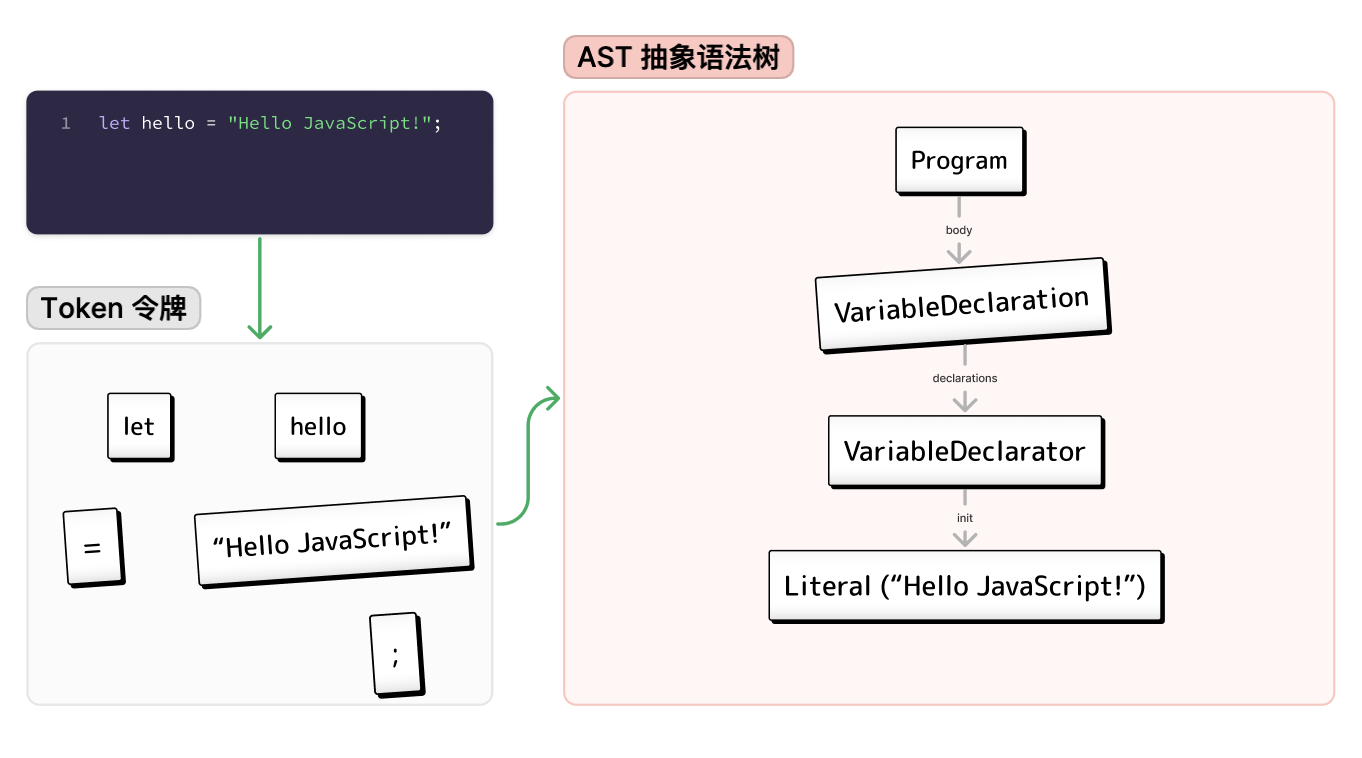 1 let hello = "Hello JavaScript!";
Token 令牌
let
hello
=
“Hello JavaScript!”
;
AST 抽象语法树
Program
body
VariableDeclaration
declarations
VariableDeclarator
init
Literal (“Hello JavaScript!”)